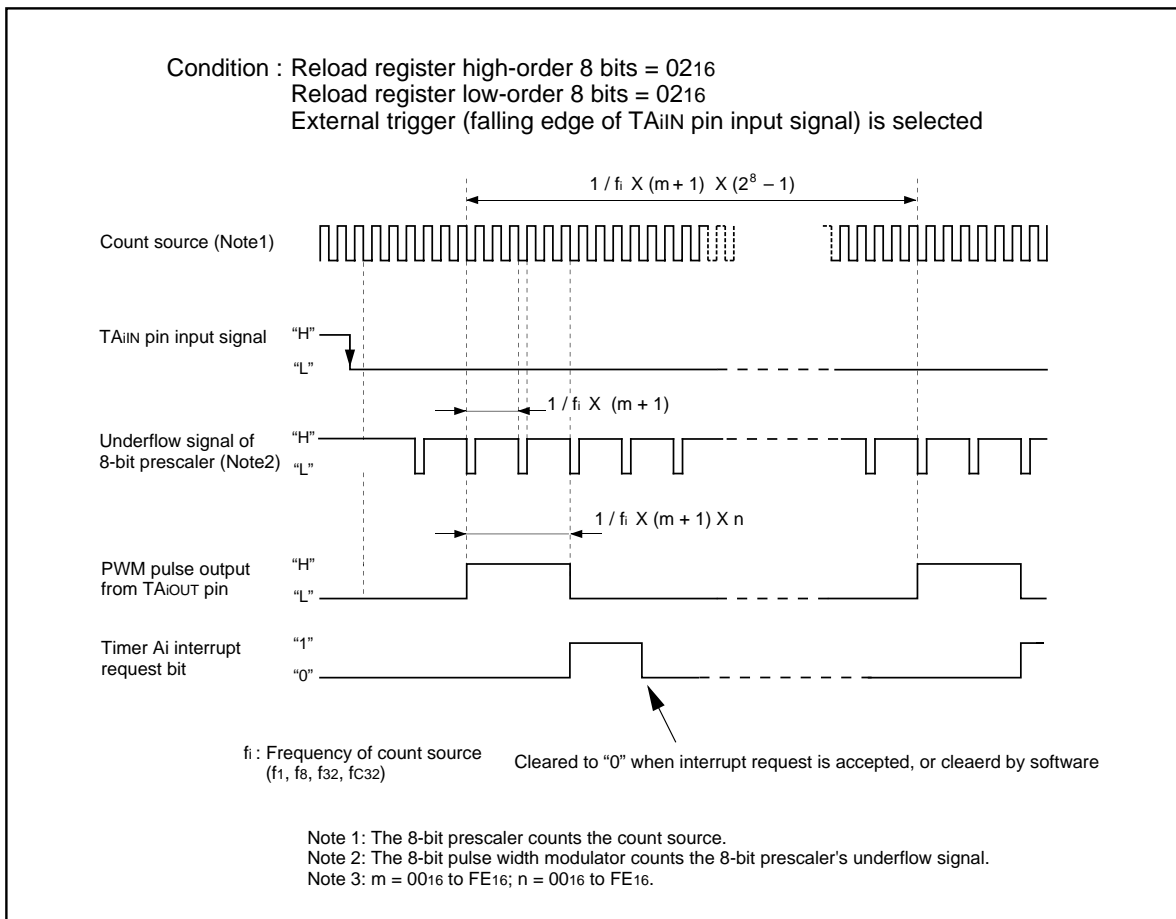 Condition : Reload register high-order 8 bits = 0216
Reload register low-order 8 bits = 0216
External trigger (falling edge of TAiIN pin input signal) is selected
1 / fi X (m + 1) X (2^8 – 1)
Count source (Note1)
TAiIN pin input signal
“H”
“L”
1 / fi X (m + 1)
Underflow signal of
8-bit prescaler (Note2)
“H”
“L”
1 / fi X (m + 1) X n
PWM pulse output
from TAiOUT pin
“H”
“L”
Timer Ai interrupt
request bit
“1”
“0”
fi : Frequency of count source
(f1, f8, f32, fC32)
Cleared to “0” when interrupt request is accepted, or cleaerd by software
Note 1: The 8-bit prescaler counts the count source.
Note 2: The 8-bit pulse width modulator counts the 8-bit prescaler's underflow signal.
Note 3: m = 0016 to FE16; n = 0016 to FE16.